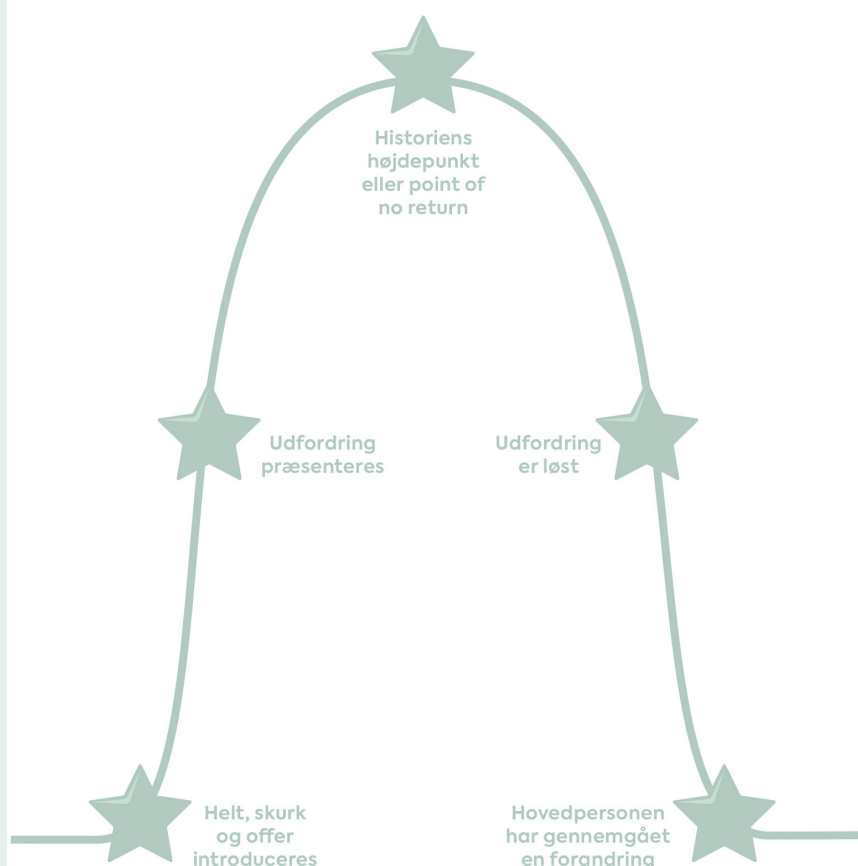 Historiens
højdepunkt
eller point of
no return
Udfordring
præsenteres
Udfordring
er løst
Helt, skurk
og offer
introduceres
Hovedpersonen
har gennemgået
en forandring